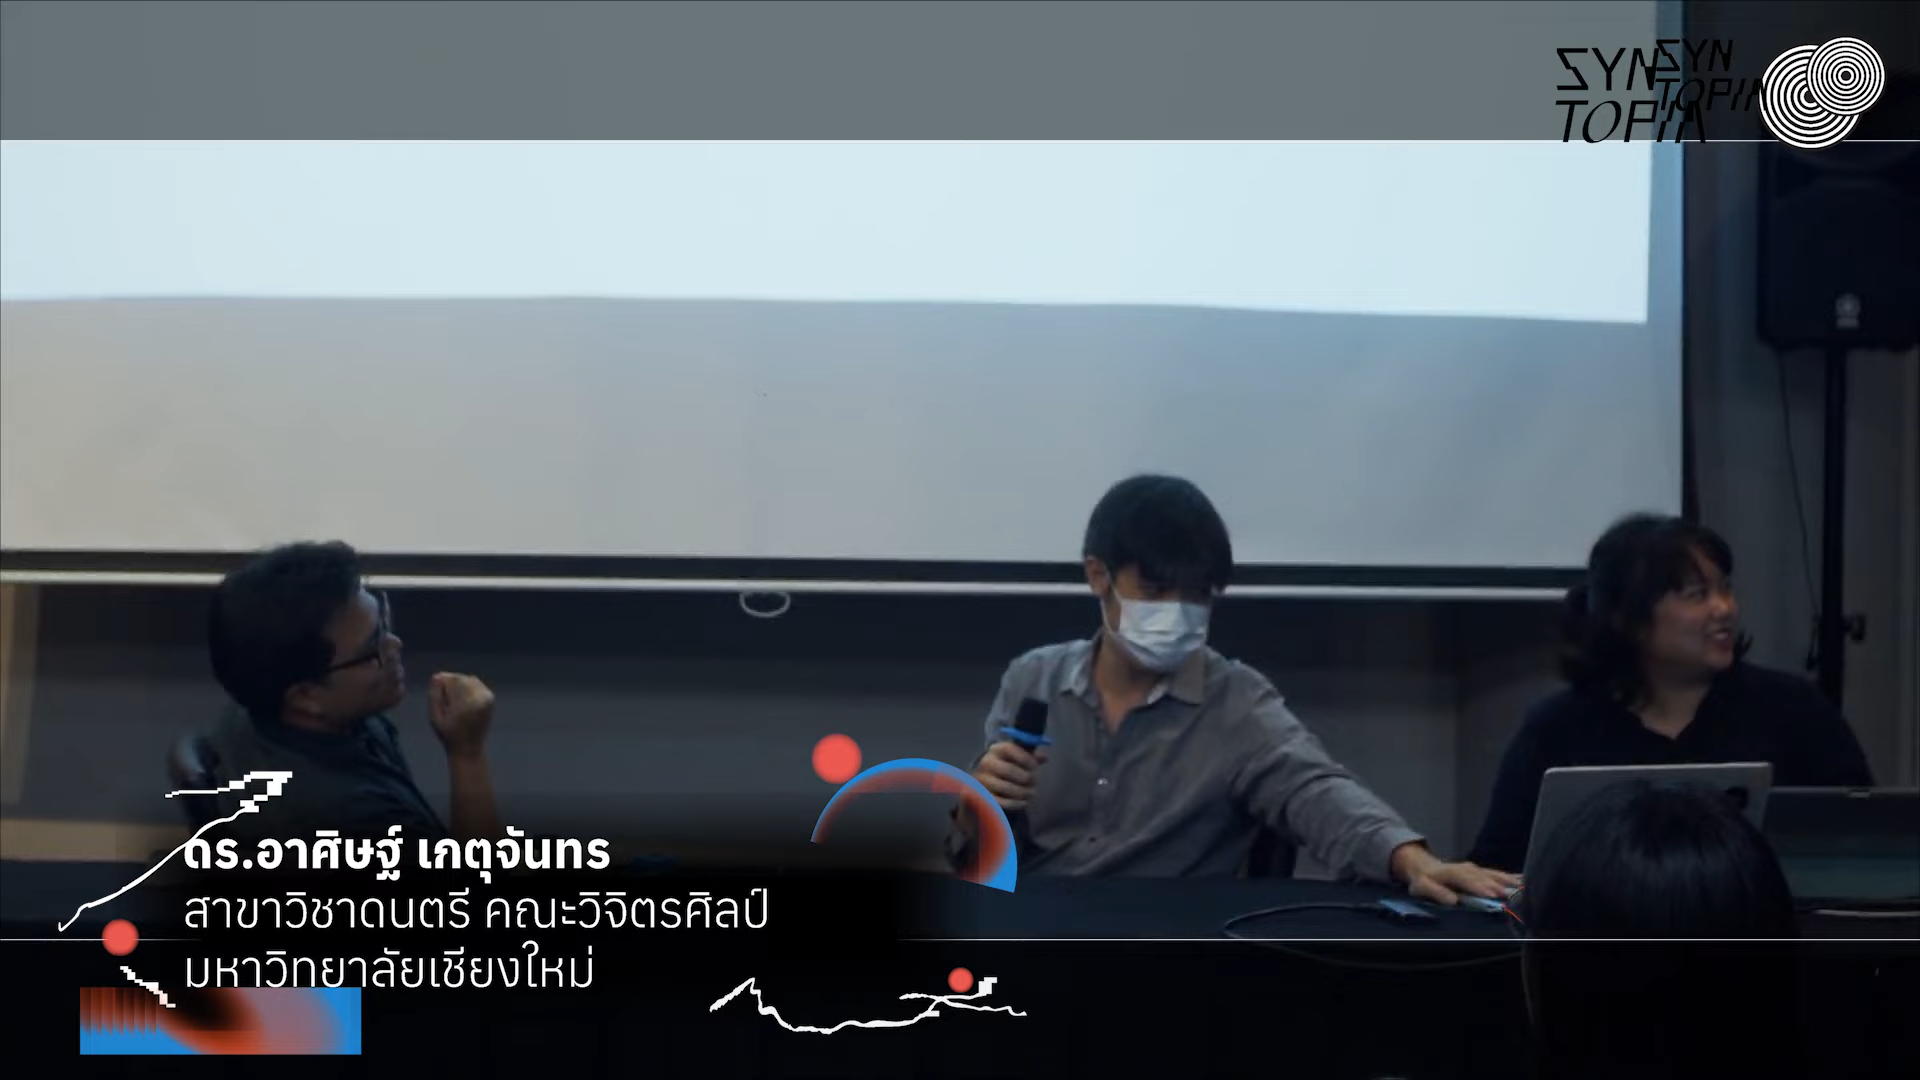 SYN
TOPIA
SYN
TOPIA
ดร.อาศิษฐ์ เกตุจันทร
สาขาวิชาดนตรี คณะวิจิตรศิลป์
มหาวิทยาลัยเชียงใหม่